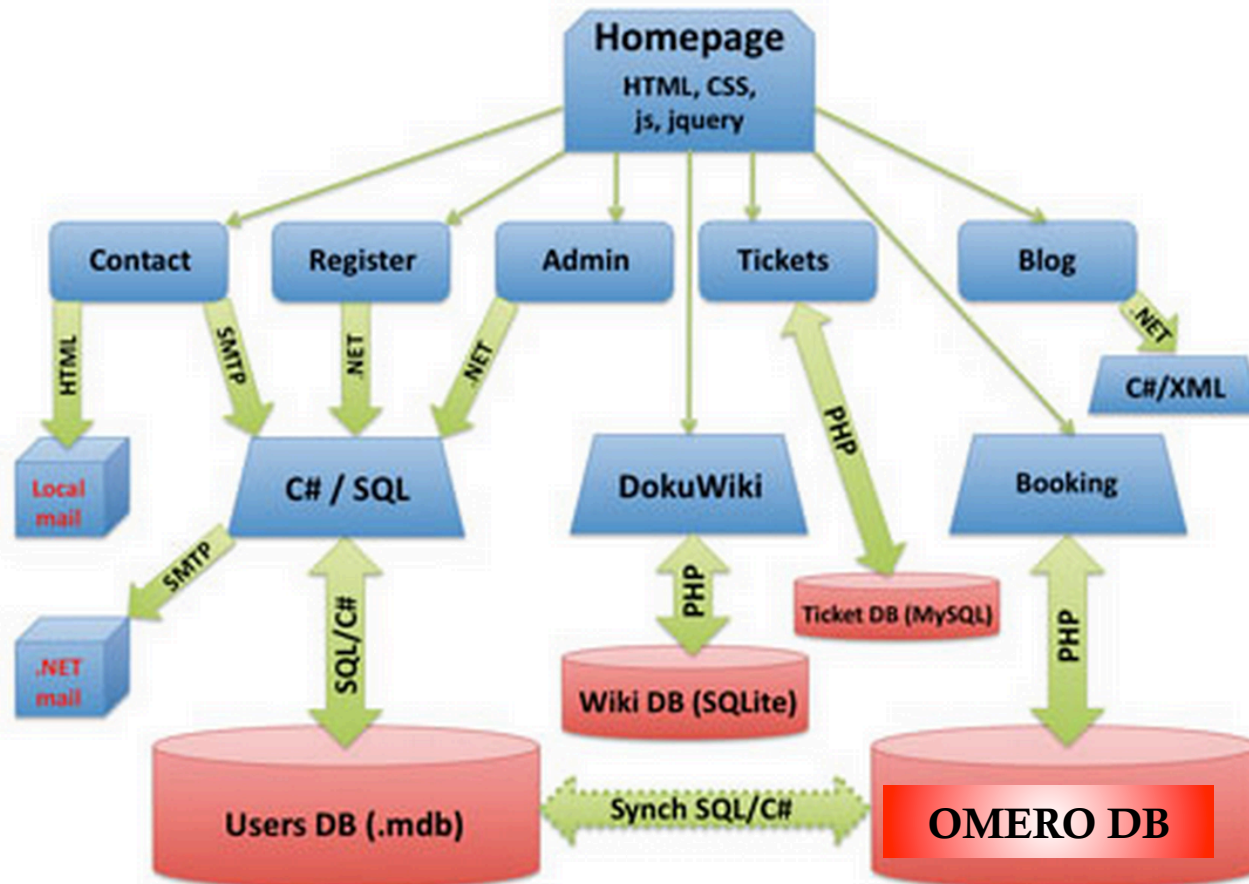 Homepage
HTML, CSS,
js, jquery
Contact
Register
Admin
Tickets
Blog
HTML
SMTP
.NET
.NET
.NET
PHP
C#/XML
Local
mail
C# / SQL
DokuWiki
Booking
SMTP
SQL/C#
PHP
Ticket DB (MySQL)
PHP
.NET
mail
Wiki DB (SQLite)
Users DB (.mdb)
Synch SQL/C#
OMERO DB